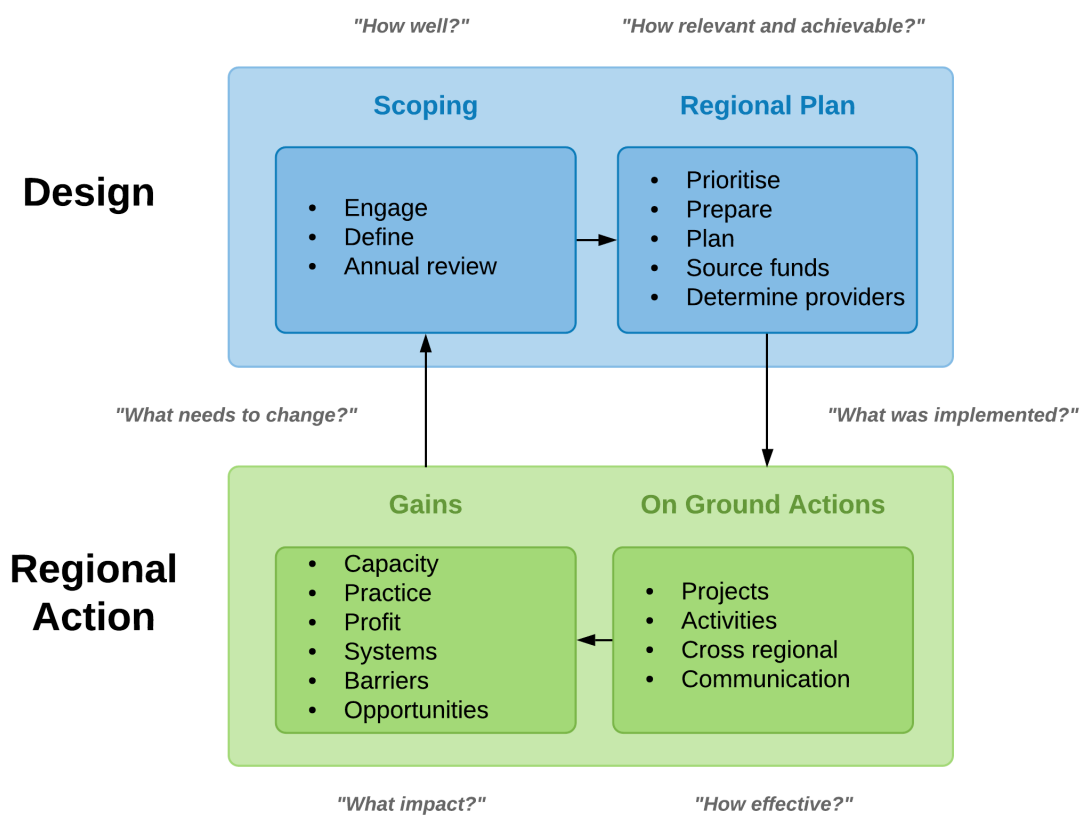 "How well?"
"How relevant and achievable?"
Design
Scoping
• Engage
• Define
• Annual review
Regional Plan
• Prioritise
• Prepare
• Plan
• Source funds
• Determine providers
"What needs to change?"
"What was implemented?"
Regional
Action
Gains
• Capacity
• Practice
• Profit
• Systems
• Barriers
• Opportunities
On Ground Actions
• Projects
• Activities
• Cross regional
• Communication
"What impact?"
"How effective?"